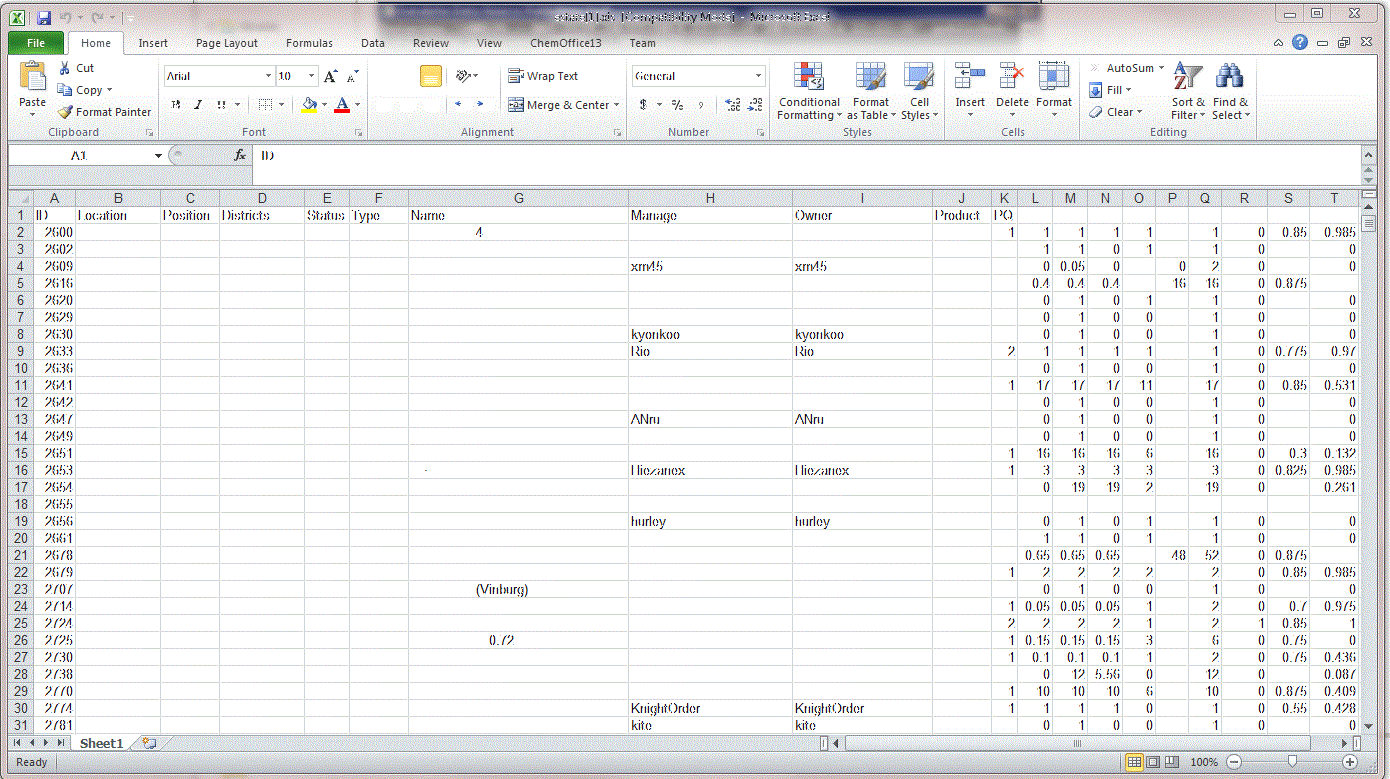 [Compatibility Mode] - Microsoft Excel
File Home Insert Page Layout Formulas Data Review View ChemOffice13 Team
Cut
Copy
Format Painter
Paste
Arial 10
Wrap Text
Merge & Center
General
$ %
Conditional Formatting
Format as Table
Cell Styles
Insert Delete Format
AutoSum
Fill
Clear
Sort & Filter
Find & Select
Clipboard Font Alignment Number Styles Cells Editing
A1 fx ID
A B C D E F G H I J K L M N O P Q R S T
1 ID Location Position Districts Status Type Name Manage Owner Product PO
2 2600 4 1 1 1 1 1 1 0 0.85 0.985
3 2602 1 1 0 1 1 0 0
4 2609 xm45 xm45 0 0.05 0 0 2 0 0
5 2616 0.4 0.4 0.4 16 16 0 0.875
6 2620 0 1 0 1 1 0 0
7 2629 0 1 0 0 1 0 0
8 2630 kyonkoo kyonkoo 0 1 0 0 1 0 0
9 2633 Rio Rio 2 1 1 1 1 1 0 0.775 0.97
10 2636 0 1 0 0 1 0 0
11 2641 1 17 17 17 11 17 0 0.85 0.531
12 2642 0 1 0 0 1 0 0
13 2647 ANru ANru 0 1 0 0 1 0 0
14 2649 0 1 0 0 1 0 0
15 2651 1 16 16 16 6 16 0 0.3 0.132
16 2653 - Hiezanex Hiezanex 1 3 3 3 3 3 0 0.825 0.985
17 2654 0 19 19 2 19 0 0.261
18 2655
19 2656 hurley hurley 0 1 0 1 1 0 0
20 2661 1 1 0 1 1 0 0
21 2678 0.65 0.65 0.65 48 52 0 0.875
22 2679 1 2 2 2 2 2 0 0.85 0.985
23 2707 (Vinburg) 0 1 0 0 1 0 0
24 2714 1 0.05 0.05 0.05 1 2 0 0.7 0.975
25 2724 2 2 2 2 1 2 1 0.85 1
26 2725 0.72 1 0.15 0.15 0.15 3 6 0 0.75 0
27 2730 1 0.1 0.1 0.1 1 2 0 0.75 0.436
28 2738 0 12 5.56 0 12 0 0.087
29 2770 1 10 10 10 6 10 0 0.875 0.409
30 2774 KnightOrder KnightOrder 1 1 1 1 0 1 0 0.55 0.428
31 2781 kite kite 0 1 0 0 1 0 0
Sheet1
Ready 100%